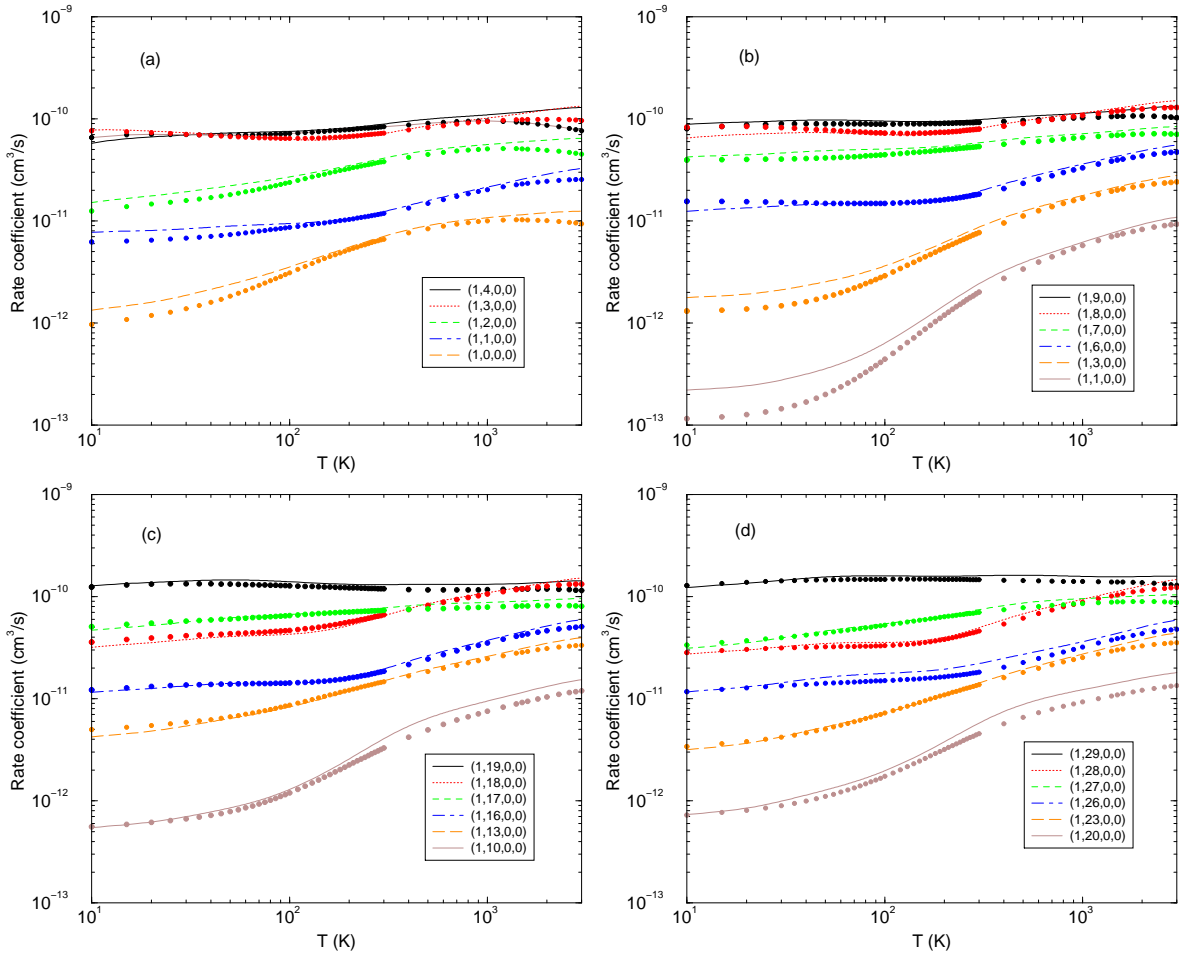 (a)
Rate coefficient (cm³/s)
10⁻⁹
10⁻¹⁰
10⁻¹¹
10⁻¹²
10⁻¹³
(1,4,0,0)
(1,3,0,0)
(1,2,0,0)
(1,1,0,0)
(1,0,0,0)
10¹ 10² 10³
T (K)
(b)
Rate coefficient (cm³/s)
10⁻⁹
10⁻¹⁰
10⁻¹¹
10⁻¹²
10⁻¹³
(1,9,0,0)
(1,8,0,0)
(1,7,0,0)
(1,6,0,0)
(1,3,0,0)
(1,1,0,0)
10¹ 10² 10³
T (K)
(c)
Rate coefficient (cm³/s)
10⁻⁹
10⁻¹⁰
10⁻¹¹
10⁻¹²
10⁻¹³
(1,19,0,0)
(1,18,0,0)
(1,17,0,0)
(1,16,0,0)
(1,13,0,0)
(1,10,0,0)
10¹ 10² 10³
T (K)
(d)
Rate coefficient (cm³/s)
10⁻⁹
10⁻¹⁰
10⁻¹¹
10⁻¹²
10⁻¹³
(1,29,0,0)
(1,28,0,0)
(1,27,0,0)
(1,26,0,0)
(1,23,0,0)
(1,20,0,0)
10¹ 10² 10³
T (K)